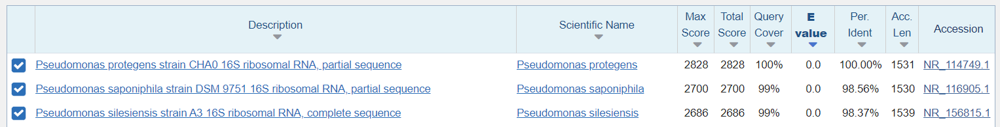 Description Scientific Name Max Score Total Score Query Cover E value Per. Ident Acc. Len Accession
Pseudomonas protegens strain CHA0 16S ribosomal RNA, partial sequence Pseudomonas protegens 2828 2828 100% 0.0 100.00% 1531 NR_114749.1
Pseudomonas saponiphila strain DSM 9751 16S ribosomal RNA, partial sequence Pseudomonas saponiphila 2700 2700 99% 0.0 98.56% 1530 NR_116905.1
Pseudomonas silesiensis strain A3 16S ribosomal RNA, complete sequence Pseudomonas silesiensis 2686 2686 99% 0.0 98.37% 1539 NR_156815.1